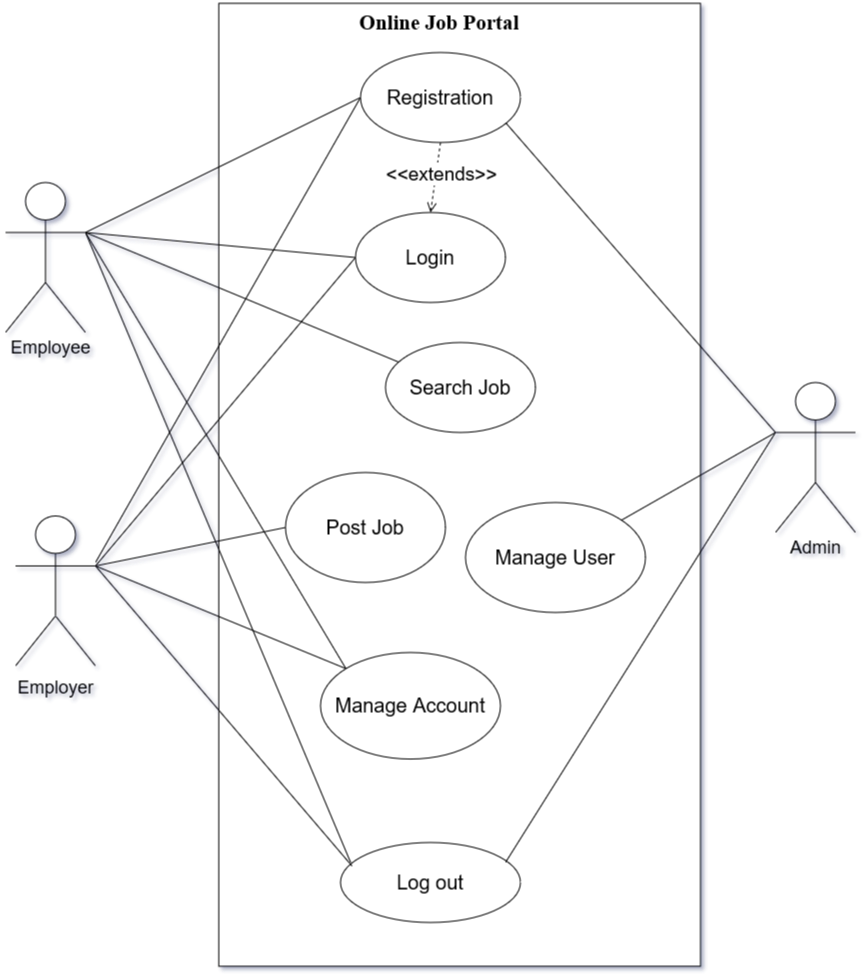 Online Job Portal
Registration
<<extends>>
Login
Employee
Search Job
Post Job
Manage User
Admin
Employer
Manage Account
Log out